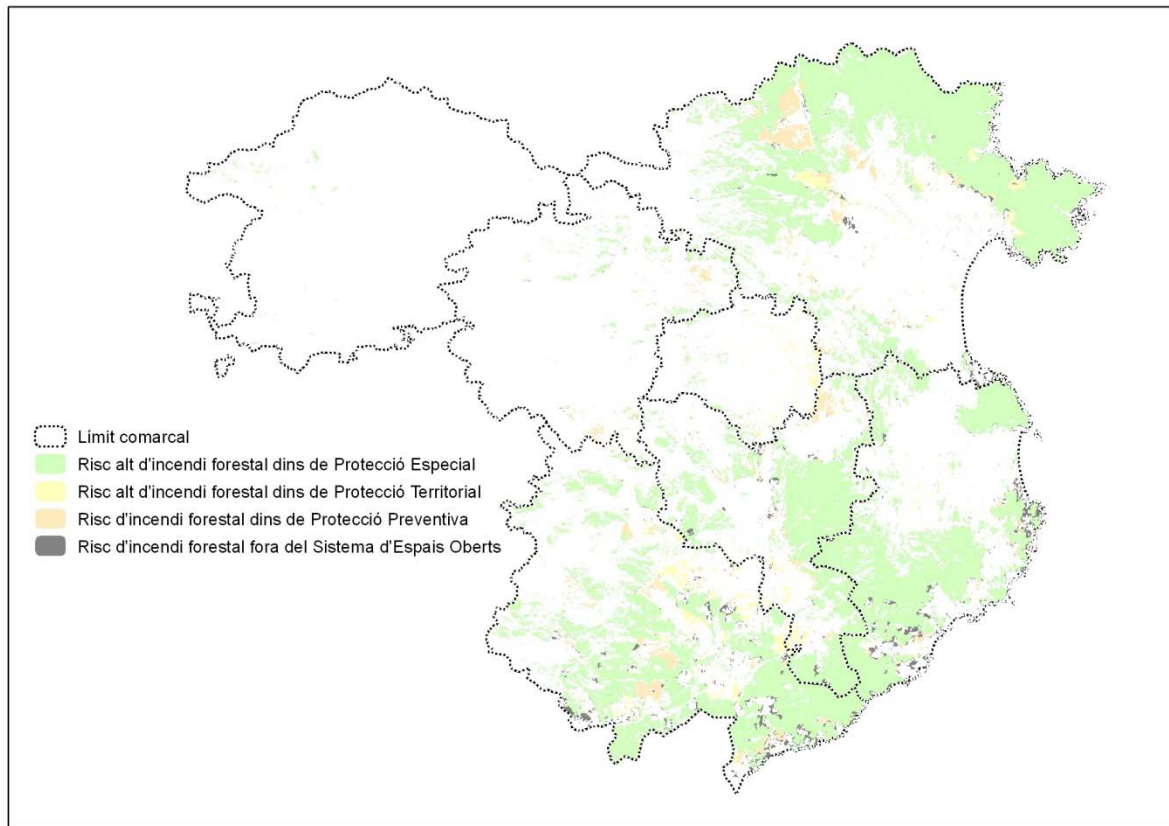 Límit comarcal
Risc alt d'incendi forestal dins de Protecció Especial
Risc alt d'incendi forestal dins de Protecció Territorial
Risc d'incendi forestal dins de Protecció Preventiva
Risc d'incendi forestal fora del Sistema d'Espais Oberts